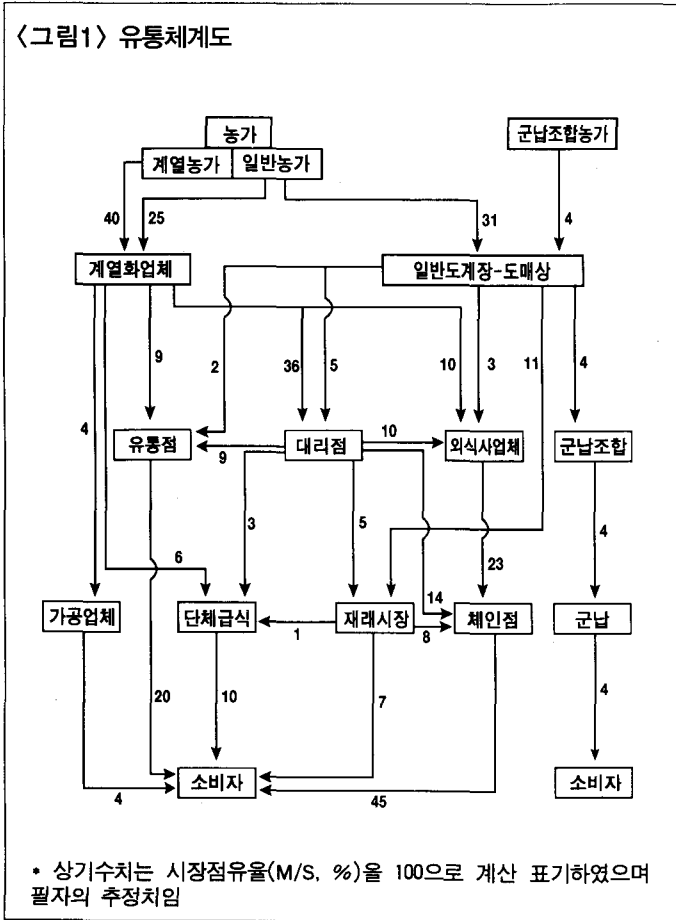 〈그림1〉 유통체계도
농가
계열농가 일반농가
군납조합농가
40
25
31
4
계열화업체
일반도계장-도매상
4
9
2
36
5
10
3
11
4
유통점
대리점
외식사업체
군납조합
9
10
6
3
5
14
23
4
가공업체
단체급식
재래시장
체인점
군납
1
8
20
10
7
4
소비자
소비자
4
45
• 상기수치는 시장점유율(M/S, %)을 100으로 계산 표기하였으며
필자의 추정치임